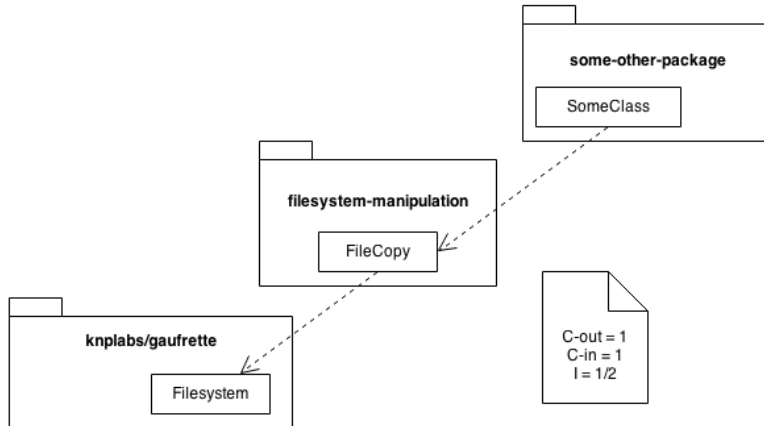 some-other-package
SomeClass
filesystem-manipulation
FileCopy
knplabs/gaufrette
Filesystem
C-out = 1
C-in = 1
I = 1/2